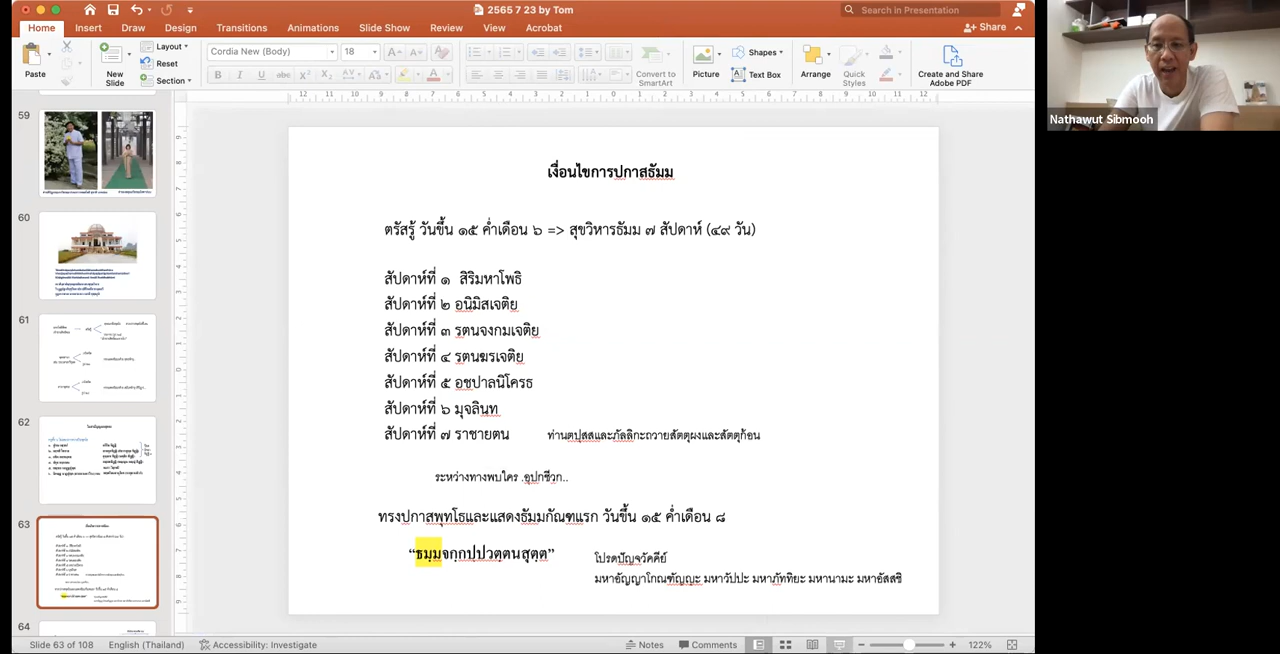 2565 7 23 by Tom
Search in Presentation
Home Insert Draw Design Transitions Animations Slide Show Review View Acrobat
Share
Paste
New Slide
Layout
Reset
Section
Cordia New (Body) 18
Convert to SmartArt
Picture
Shapes
Text Box
Arrange
Quick Styles
Create and Share Adobe PDF
Nathawut Sibmooh
59
60
61
62
63
64
เงื่อนไขการปกาสธัมม
ตรัสรู้ วันขึ้น ๑๕ ค่ำเดือน ๖ => สุขวิหารธัมม ๗ สัปดาห์ (๔๙ วัน)
สัปดาห์ที่ ๑ สิริมหาโพธิ
สัปดาห์ที่ ๒ อนิมิสเจติย
สัปดาห์ที่ ๓ รตนจงกมเจติย
สัปดาห์ที่ ๔ รตนฆรเจติย
สัปดาห์ที่ ๕ อชปาลนิโครธ
สัปดาห์ที่ ๖ มุจลินท
สัปดาห์ที่ ๗ ราชายตน ท่านตปุสสและภัลลิกะถวายสัตตุผงและสัตตุก้อน
ระหว่างทางพบใคร .อุปกชีวก..
ทรงปกาสพุทโธและแสดงธัมมกัณฑแรก วันขึ้น ๑๕ ค่ำเดือน ๘
“ธมฺมจกฺกปฺปวตฺตนสุตฺต”
โปรดปัญจวัคคีย์
มหาอัญญาโกณฑัญญะ มหาวัปปะ มหาภัททิยะ มหานามะ มหาอัสสชิ
Slide 63 of 108 English (Thailand) Accessibility: Investigate Notes Comments 122%